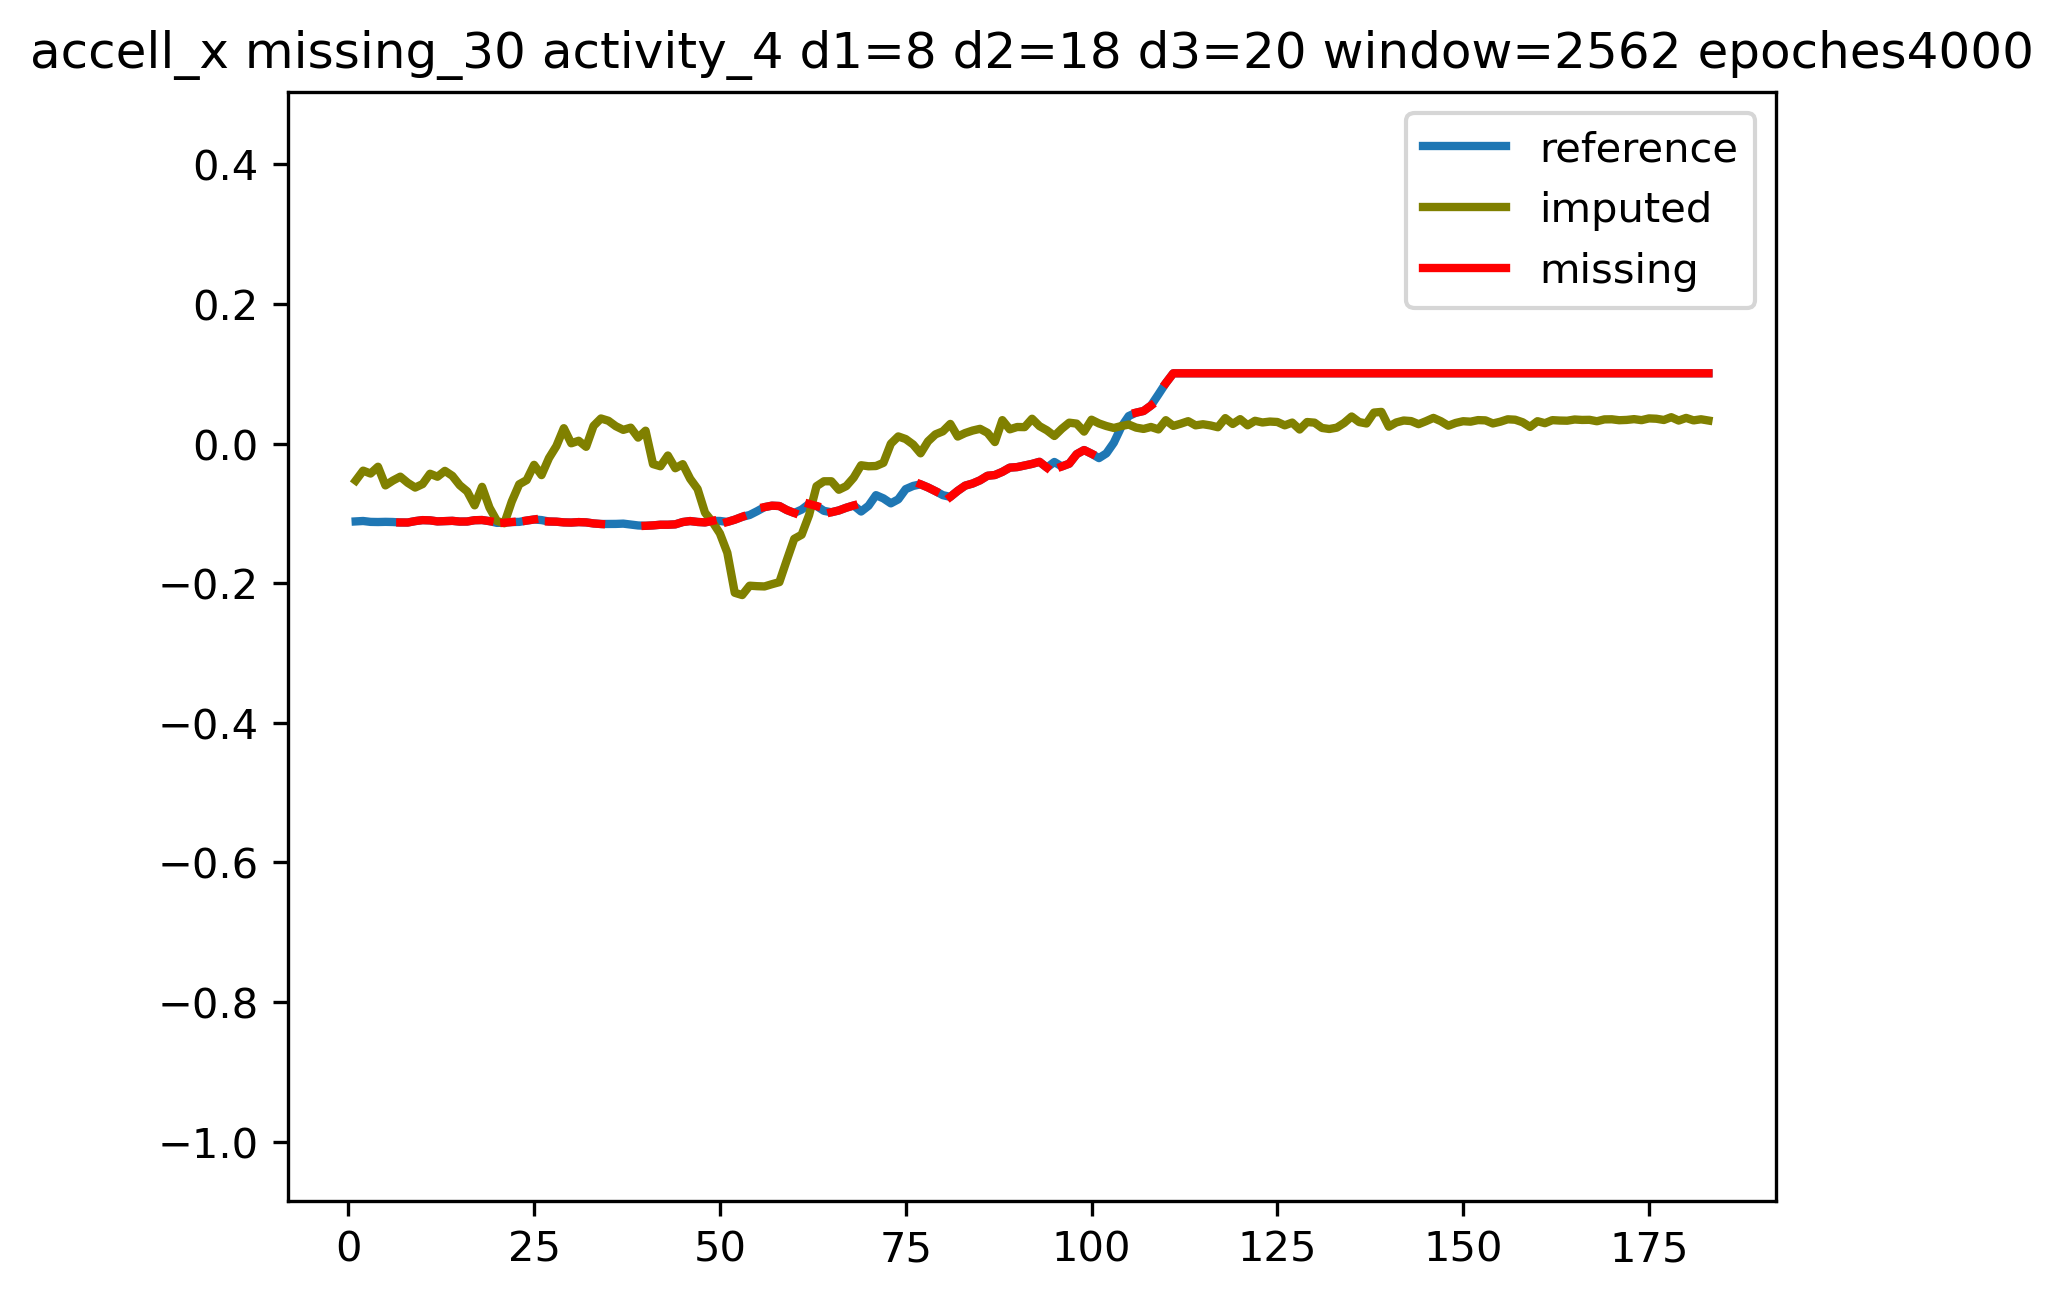 accell_x missing_30 activity_4 d1=8 d2=18 d3=20 window=2562 epoches4000
reference
imputed
missing
0.4
0.2
0.0
−0.2
−0.4
−0.6
−0.8
−1.0
0 25 50 75 100 125 150 175